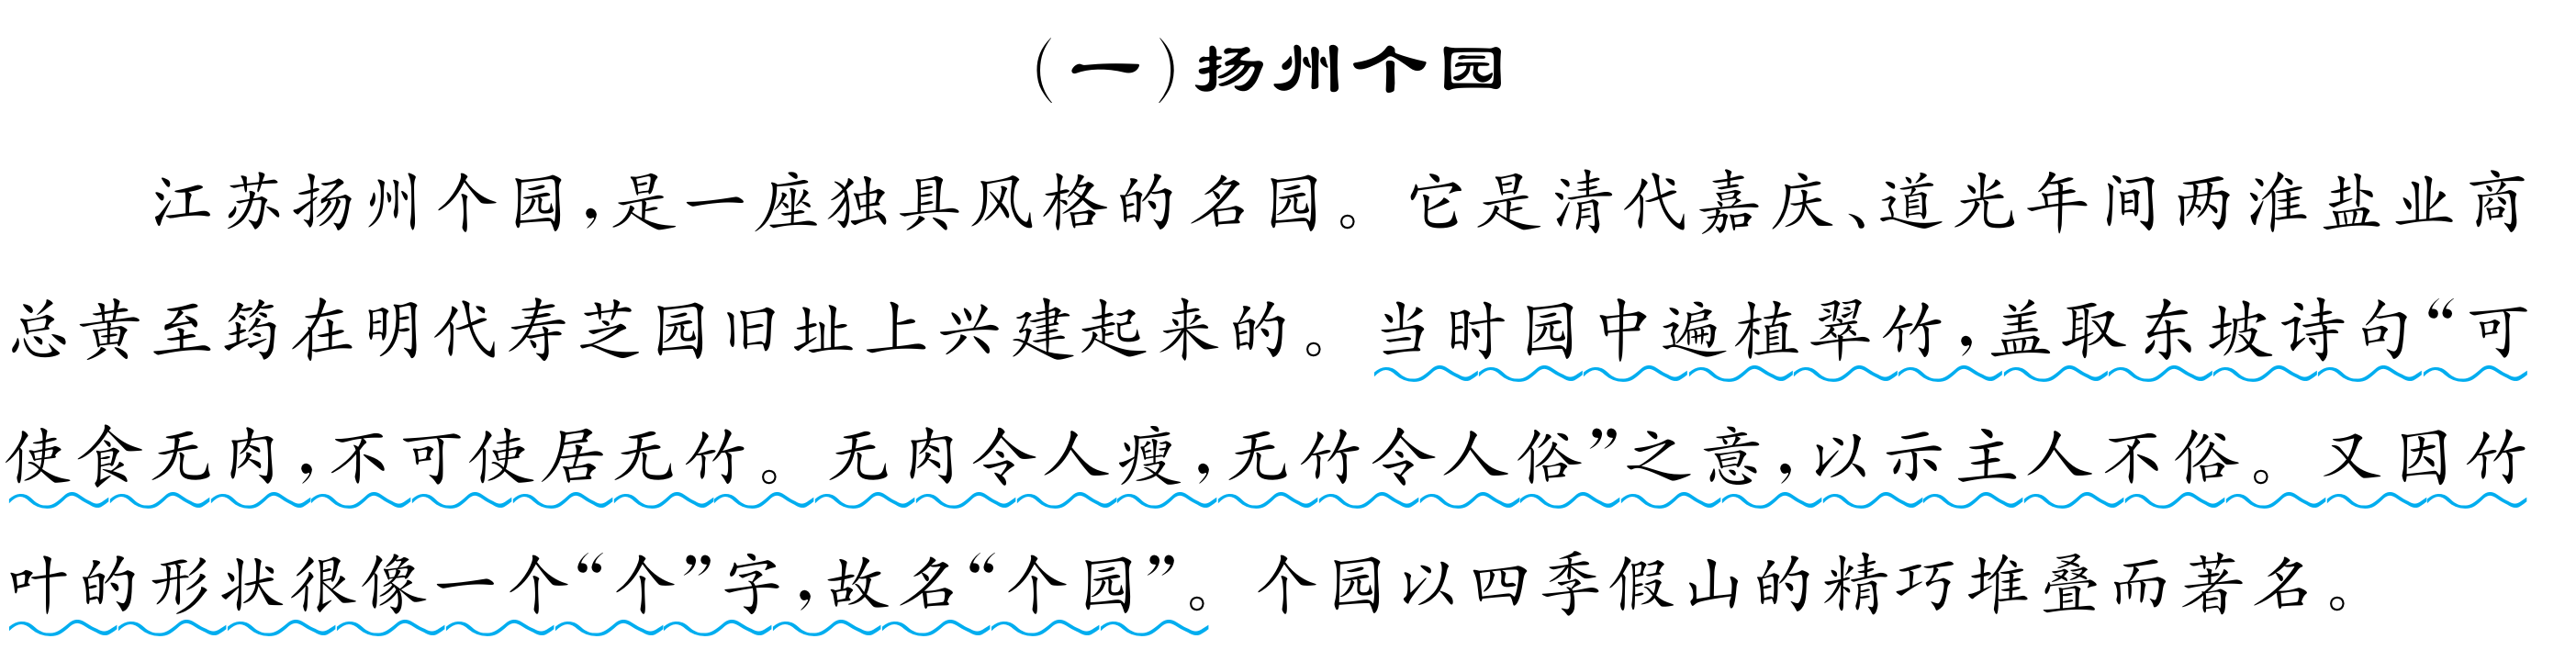 （一）扬州个园
江苏扬州个园，是一座独具风格的名园。它是清代嘉庆、道光年间两淮盐业商
总黄至筠在明代寿芝园旧址上兴建起来的。当时园中遍植翠竹，盖取东坡诗句“可
使食无肉，不可使居无竹。无肉令人瘦，无竹令人俗”之意，以示主人不俗。又因竹
叶的形状很像一个“个”字，故名“个园”。个园以四季假山的精巧堆叠而著名。